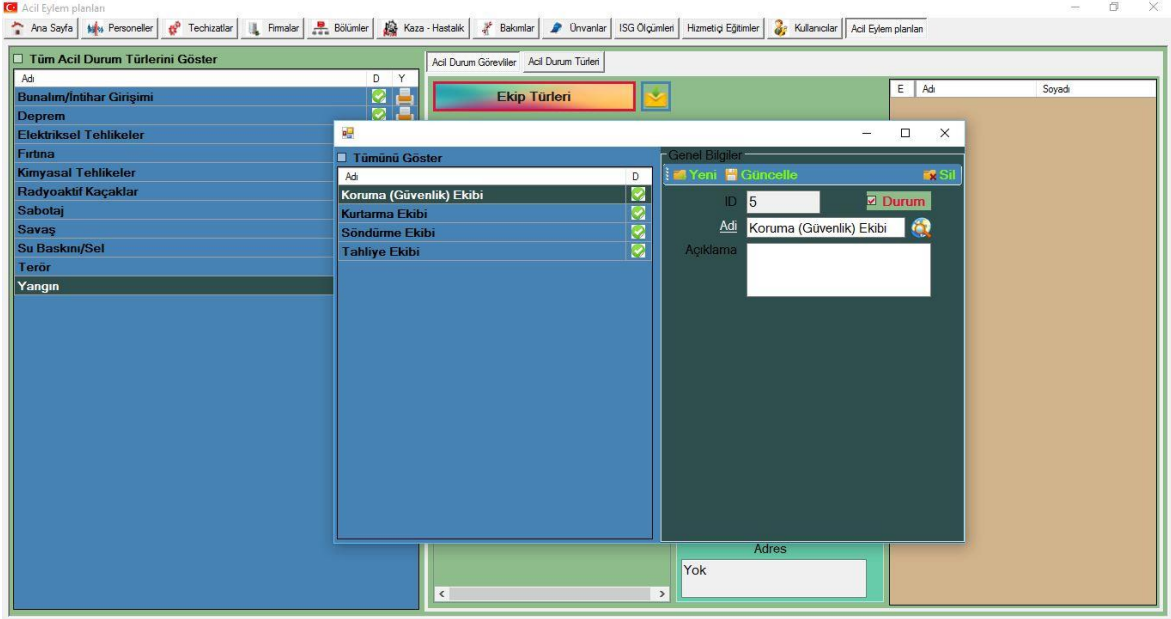 Acil Eylem planları
Ana Sayfa Personeller Techizatlar Firmalar Bölümler Kaza - Hastalık Bakımlar Ünvanlar ISG Ölçümleri Hizmetiçi Eğitimler Kullanıcılar Acil Eylem planları
Tüm Acil Durum Türlerini Göster
Adı D Y
Bunalım/İntihar Girişimi
Deprem
Elektriksel Tehlikeler
Fırtına
Kimyasal Tehlikeler
Radyoaktif Kaçaklar
Sabotaj
Savaş
Su Baskını/Sel
Terör
Yangın
Acil Durum Görevliler Acil Durum Türleri
Ekip Türleri
E Adı Soyadı
Tümünü Göster
Adı D
Koruma (Güvenlik) Ekibi
Kurtarma Ekibi
Söndürme Ekibi
Tahliye Ekibi
Genel Bilgiler
Yeni Güncelle Sil
ID 5 Durum
Adi Koruma (Güvenlik) Ekibi
Açıklama
Adres
Yok